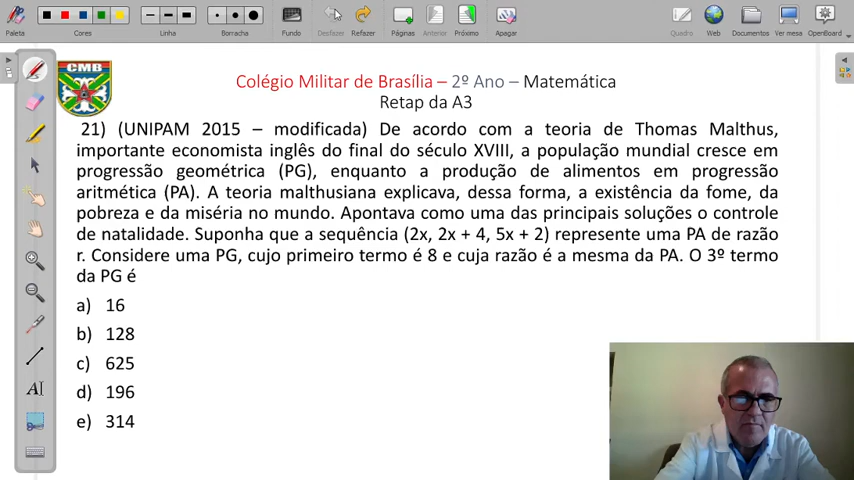 Paleta
Cores
Linha
Borracha
Fundo
Desfazer
Refazer
Páginas
Anterior
Próximo
Apagar
Quadro
Web
Documentos
Ver mesa
OpenBoard
CMB
Colégio Militar de Brasília – 2º Ano – Matemática
Retap da A3
21) (UNIPAM 2015 – modificada) De acordo com a teoria de Thomas Malthus,
importante economista inglês do final do século XVIII, a população mundial cresce em
progressão geométrica (PG), enquanto a produção de alimentos em progressão
aritmética (PA). A teoria malthusiana explicava, dessa forma, a existência da fome, da
pobreza e da miséria no mundo. Apontava como uma das principais soluções o controle
de natalidade. Suponha que a sequência (2x, 2x + 4, 5x + 2) represente uma PA de razão
r. Considere uma PG, cujo primeiro termo é 8 e cuja razão é a mesma da PA. O 3º termo
da PG é
a) 16
b) 128
c) 625
d) 196
e) 314
AI